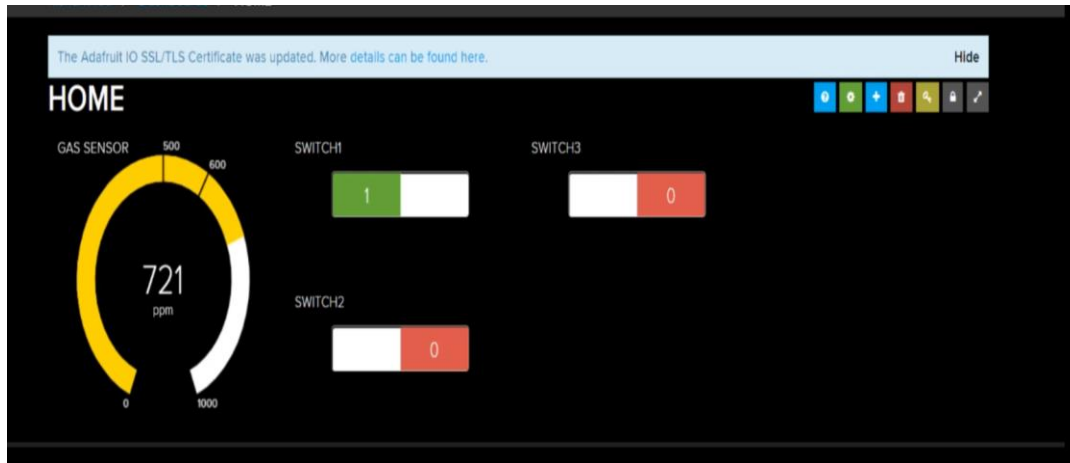 The Adafruit IO SSL/TLS Certificate was updated. More details can be found here.
Hide
HOME
GAS SENSOR
500
600
721
ppm
0
1000
SWITCH1
1
SWITCH3
0
SWITCH2
0